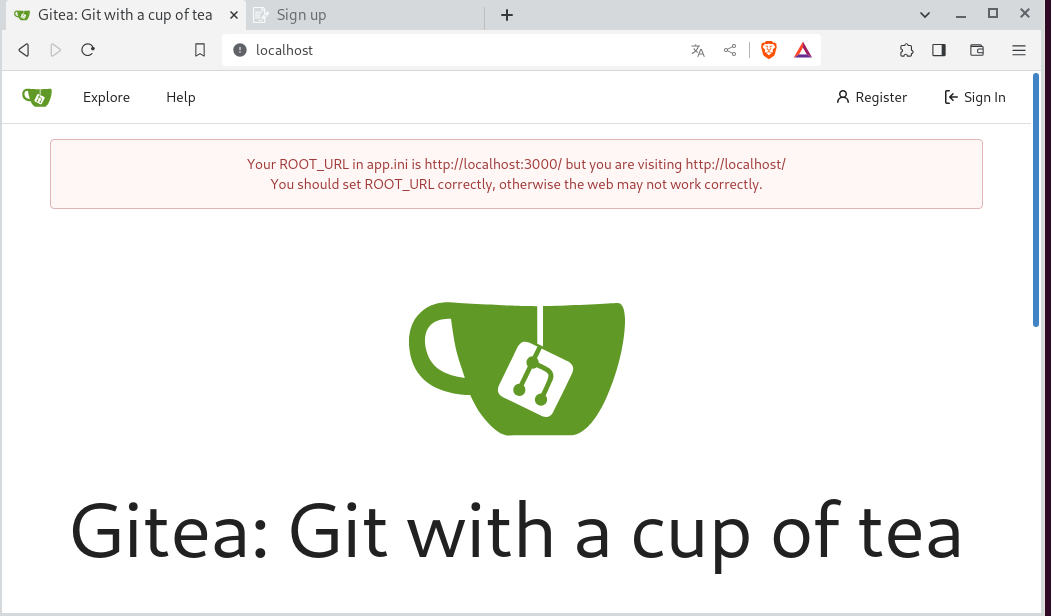 Gitea: Git with a cup of tea
Sign up
localhost
Explore
Help
Register
Sign In
Your ROOT_URL in app.ini is http://localhost:3000/ but you are visiting http://localhost/
You should set ROOT_URL correctly, otherwise the web may not work correctly.
Gitea: Git with a cup of tea